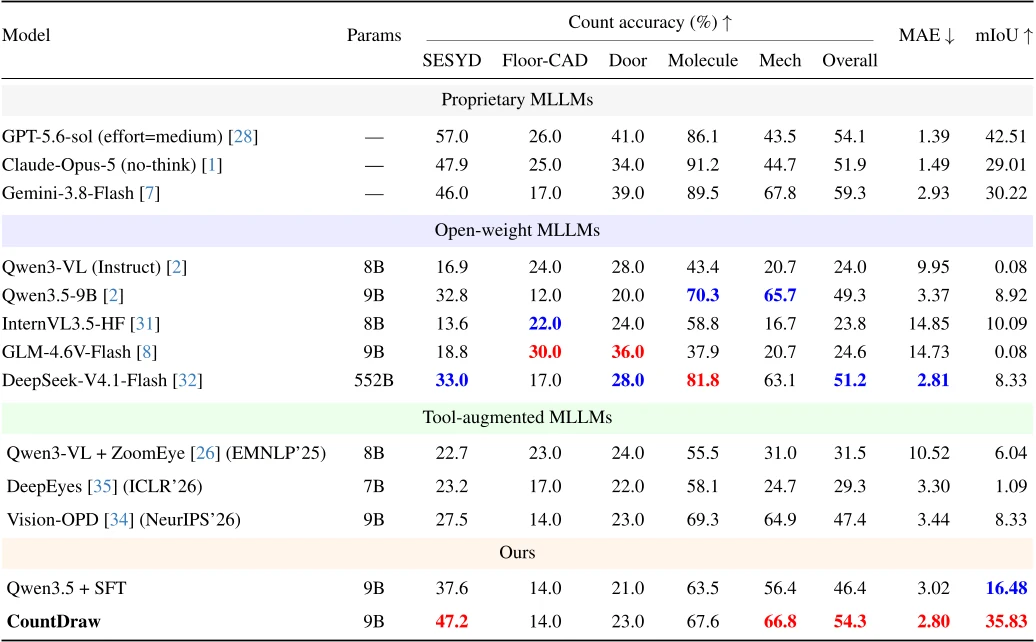 Model Params Count accuracy (%) ↑ MAE ↓ mIoU ↑
SESYD Floor-CAD Door Molecule Mech Overall
Proprietary MLLMs
GPT-5.6-sol (effort=medium) [28] — 57.0 26.0 41.0 86.1 43.5 54.1 1.39 42.51
Claude-Opus-5 (no-think) [1] — 47.9 25.0 34.0 91.2 44.7 51.9 1.49 29.01
Gemini-3.8-Flash [7] — 46.0 17.0 39.0 89.5 67.8 59.3 2.93 30.22
Open-weight MLLMs
Qwen3-VL (Instruct) [2] 8B 16.9 24.0 28.0 43.4 20.7 24.0 9.95 0.08
Qwen3.5-9B [2] 9B 32.8 12.0 20.0 70.3 65.7 49.3 3.37 8.92
InternVL3.5-HF [31] 8B 13.6 22.0 24.0 58.8 16.7 23.8 14.85 10.09
GLM-4.6V-Flash [8] 9B 18.8 30.0 36.0 37.9 20.7 24.6 14.73 0.08
DeepSeek-V4.1-Flash [32] 552B 33.0 17.0 28.0 81.8 63.1 51.2 2.81 8.33
Tool-augmented MLLMs
Qwen3-VL + ZoomEye [26] (EMNLP’25) 8B 22.7 23.0 24.0 55.5 31.0 31.5 10.52 6.04
DeepEyes [35] (ICLR’26) 7B 23.2 17.0 22.0 58.1 24.7 29.3 3.30 1.09
Vision-OPD [34] (NeurIPS’26) 9B 27.5 14.0 23.0 69.3 64.9 47.4 3.44 8.33
Ours
Qwen3.5 + SFT 9B 37.6 14.0 21.0 63.5 56.4 46.4 3.02 16.48
CountDraw 9B 47.2 14.0 23.0 67.6 66.8 54.3 2.80 35.83